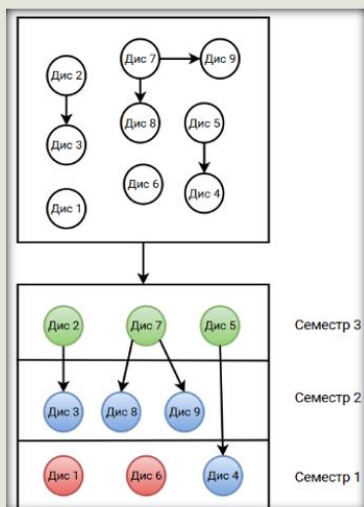 Дис 2
Дис 7
Дис 9
Дис 3
Дис 8
Дис 5
Дис 1
Дис 6
Дис 4
Дис 2
Дис 7
Дис 5
Семестр 3
Дис 3
Дис 8
Дис 9
Семестр 2
Дис 1
Дис 6
Дис 4
Семестр 1